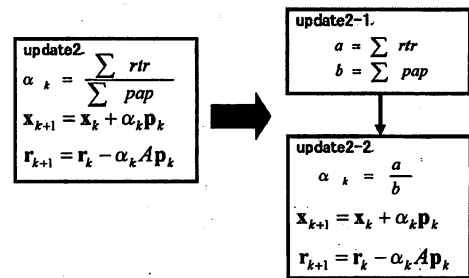 update2.
α_k = ∑ rtr / ∑ pap
x_{k+1} = x_k + α_k p_k
r_{k+1} = r_k − α_k A p_k
update2-1.
a = ∑ rtr
b = ∑ pap
update2-2.
α_k = a / b
x_{k+1} = x_k + α_k p_k
r_{k+1} = r_k − α_k A p_k